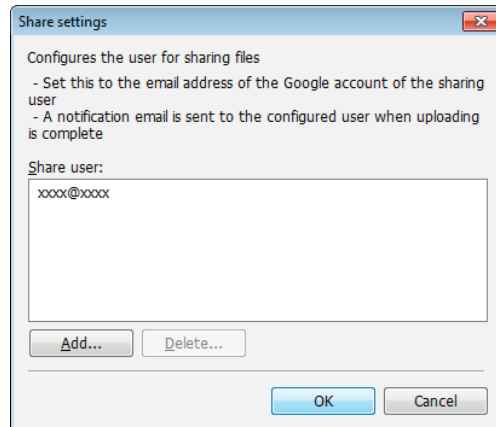 Share settings
Configures the user for sharing files
- Set this to the email address of the Google account of the sharing
user
- A notification email is sent to the configured user when uploading
is complete
Share user:
xxxx@xxxx
Add...
Delete...
OK
Cancel